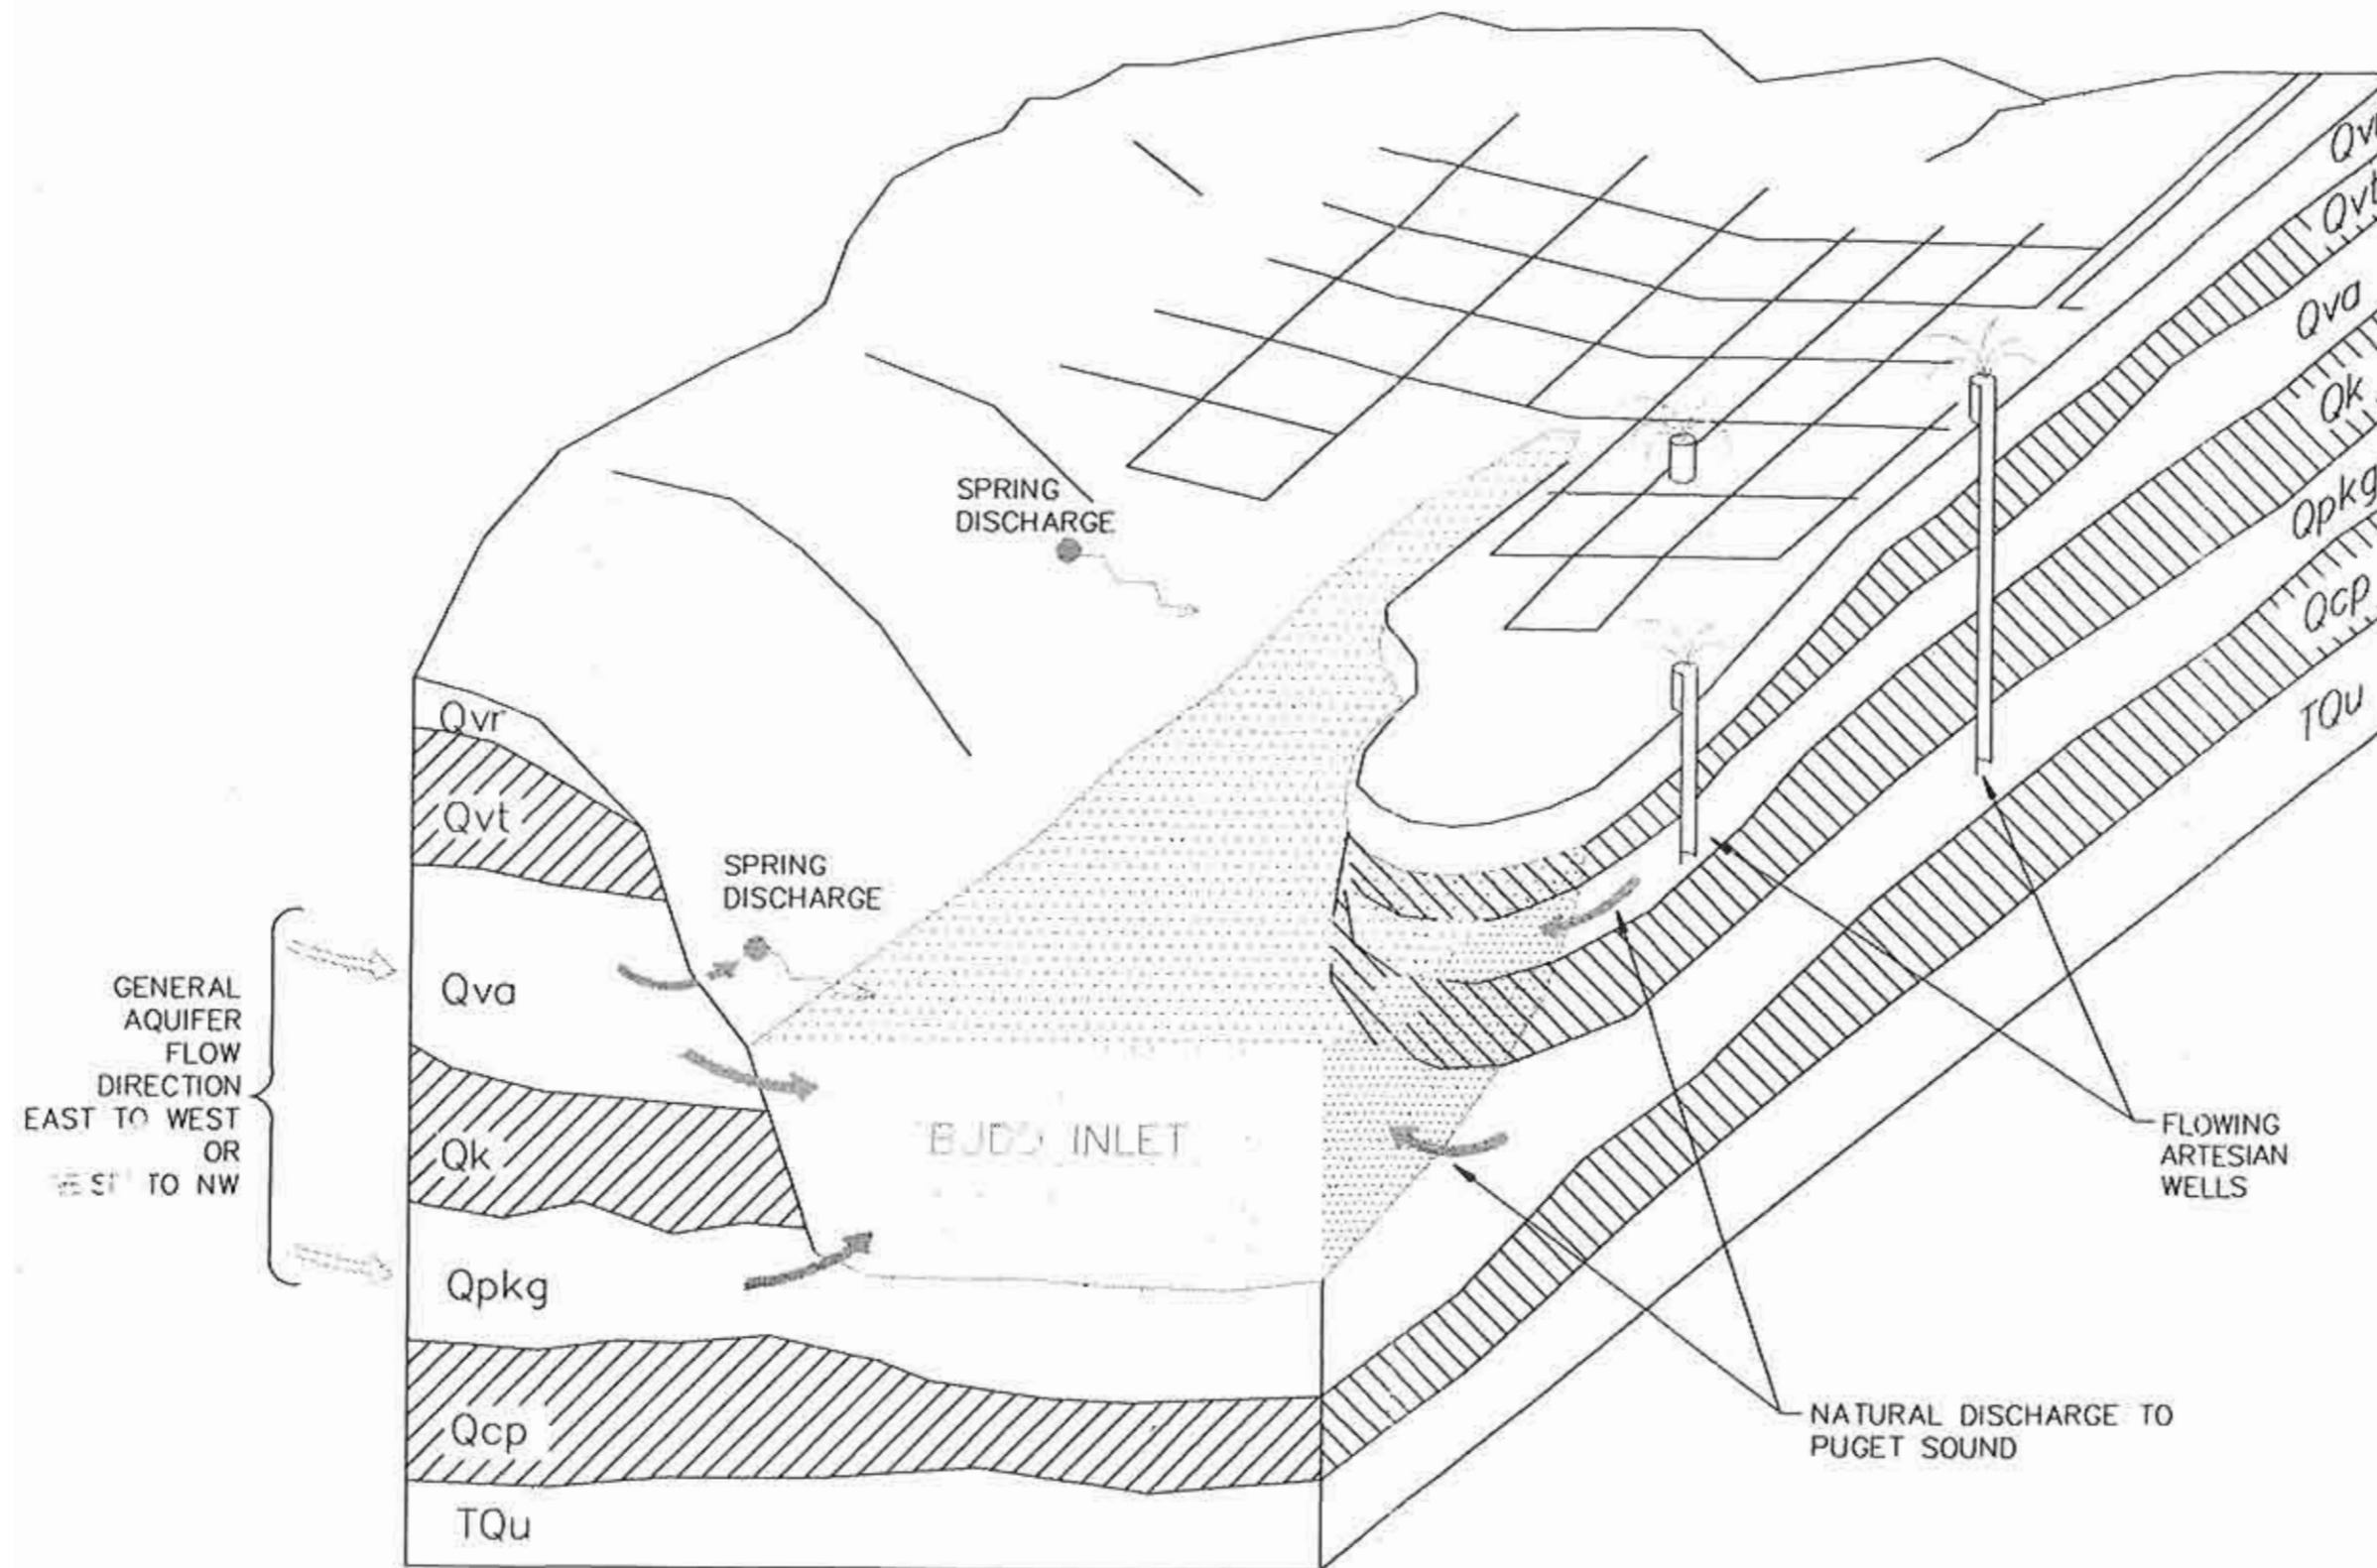 Qvt
Qva
Qk
Qpkg
Qcp
TQu
SPRING
DISCHARGE
Qvr
Qvt
SPRING
DISCHARGE
Qva
GENERAL
AQUIFER
FLOW
DIRECTION
EAST TO WEST
OR
TO NW
INLET
Qk
FLOWING
ARTESIAN
WELLS
Qpkg
NATURAL DISCHARGE TO
PUGET SOUND
Qcp
TQu